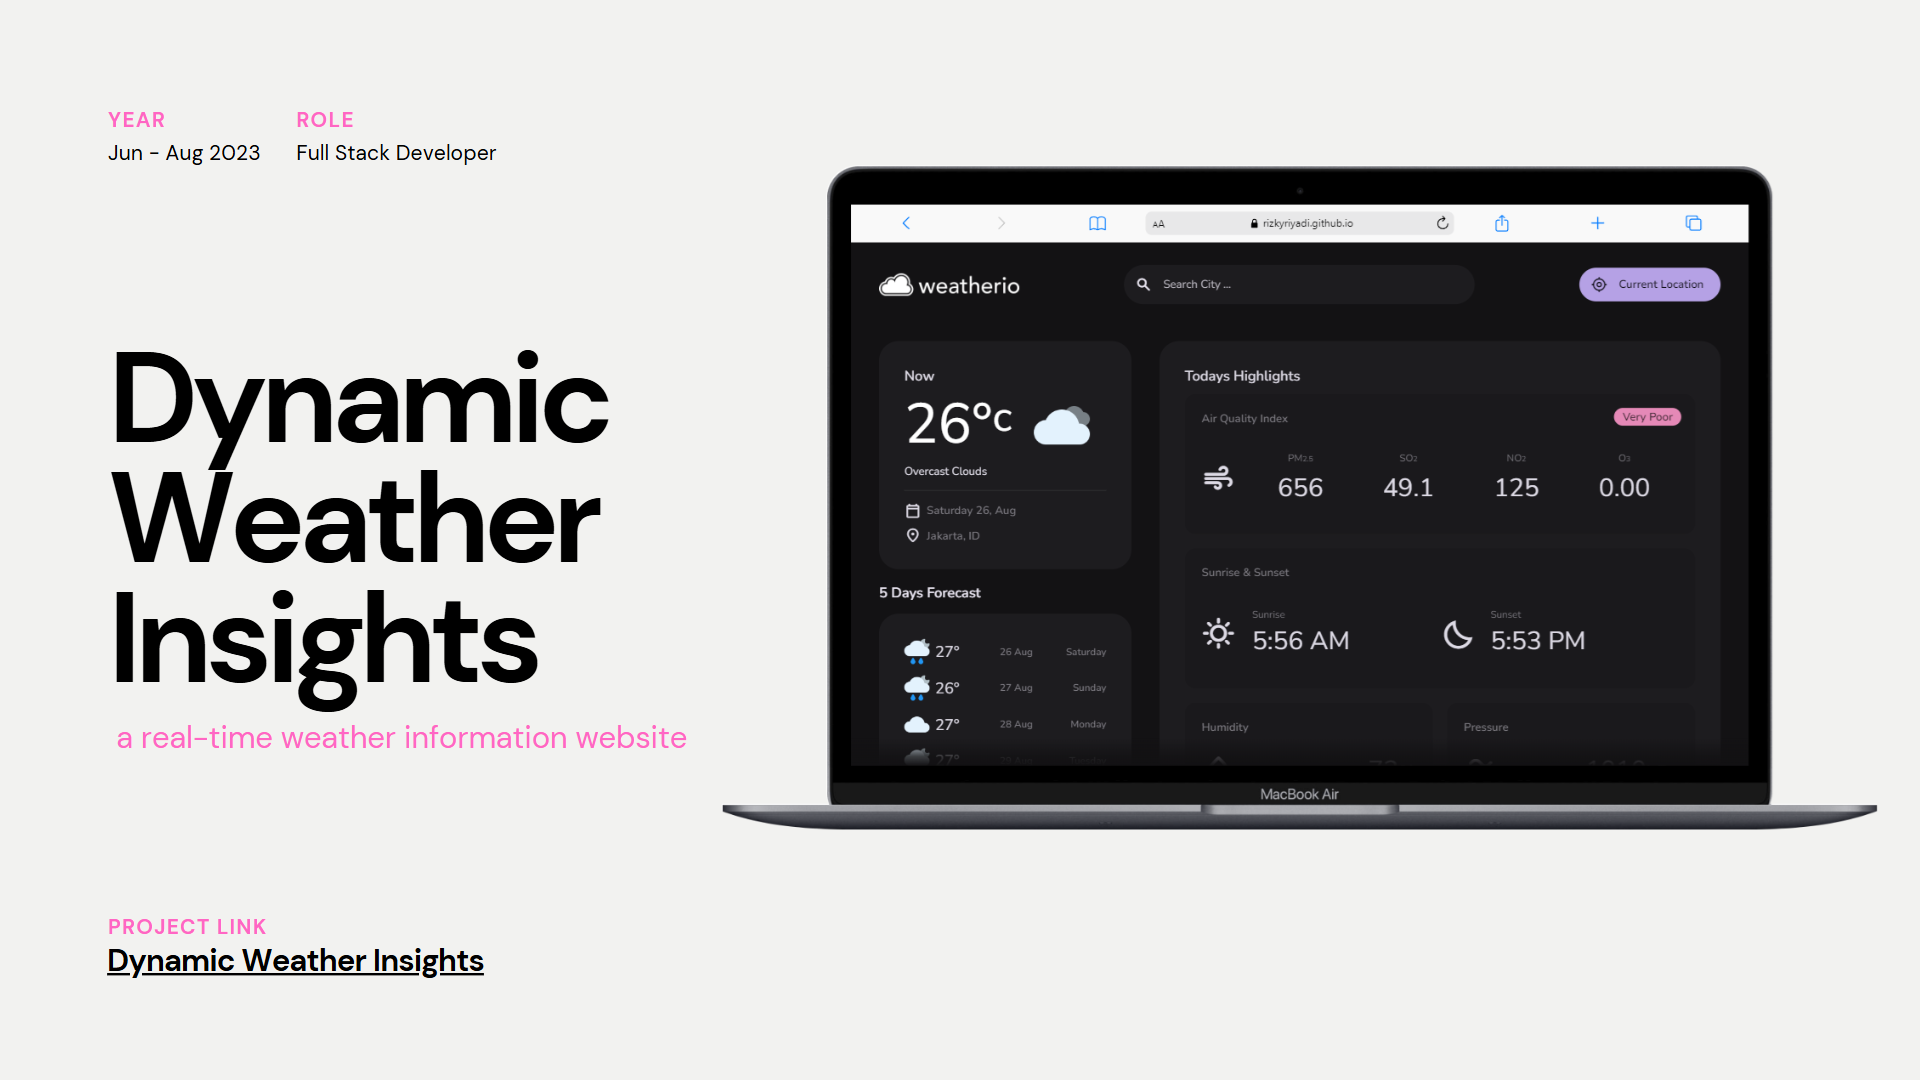 YEAR
Jun - Aug 2023
ROLE
Full Stack Developer
Dynamic
Weather
Insights
a real-time weather information website
PROJECT LINK
Dynamic Weather Insights
AA
rizkyriyadi.github.io
weatherio
Search City ...
Current Location
Now
26°c
Overcast Clouds
Saturday 26, Aug
Jakarta, ID
5 Days Forecast
27° 26 Aug Saturday
26° 27 Aug Sunday
27° 28 Aug Monday
27°
Todays Highlights
Air Quality Index
Very Poor
PM2.5 SO2 NO2 O3
656 49.1 125 0.00
Sunrise & Sunset
Sunrise
5:56 AM
Sunset
5:53 PM
Humidity
Pressure
MacBook Air